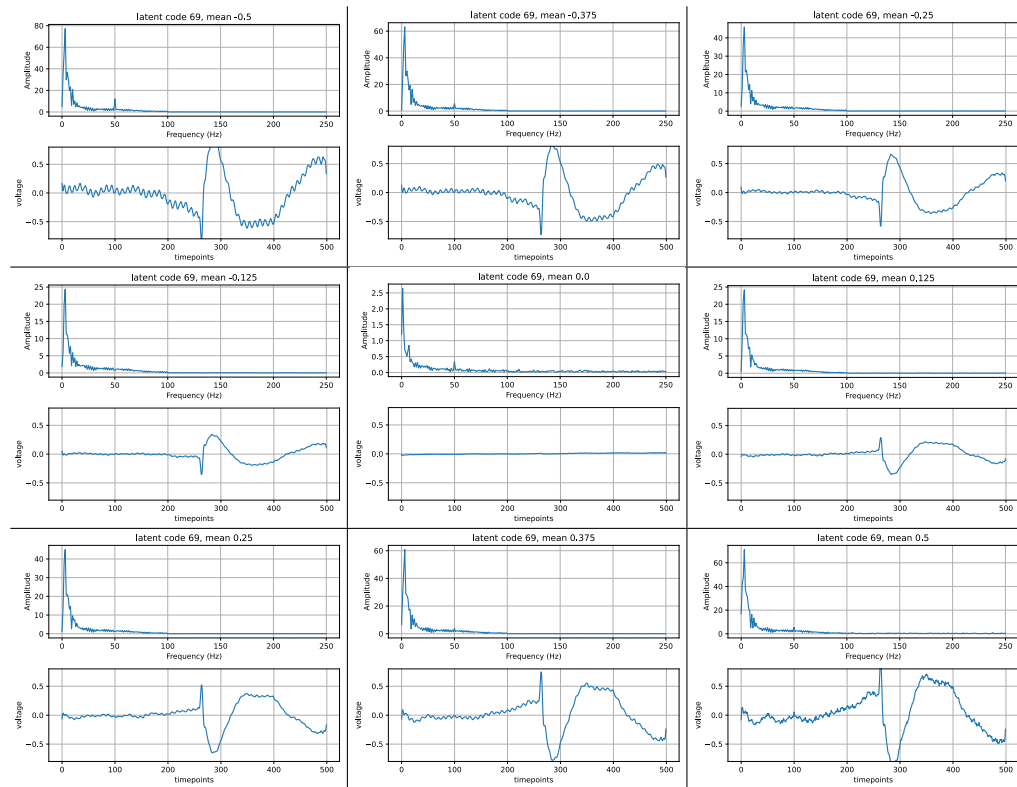 latent code 69, mean -0.5
80
60
40
20
0
Amplitude
0 50 100 150 200 250
Frequency (Hz)
0.5
0.0
−0.5
voltage
0 100 200 300 400 500
timepoints
latent code 69, mean -0.375
60
40
20
0
Amplitude
0 50 100 150 200 250
Frequency (Hz)
0.5
0.0
−0.5
voltage
0 100 200 300 400 500
timepoints
latent code 69, mean -0.25
40
30
20
10
0
Amplitude
0 50 100 150 200 250
Frequency (Hz)
0.5
0.0
−0.5
voltage
0 100 200 300 400 500
timepoints
latent code 69, mean -0.125
25
20
15
10
5
0
Amplitude
0 50 100 150 200 250
Frequency (Hz)
0.5
0.0
−0.5
voltage
0 100 200 300 400 500
timepoints
latent code 69, mean 0.0
2.5
2.0
1.5
1.0
0.5
0.0
Amplitude
0 50 100 150 200 250
Frequency (Hz)
0.5
0.0
−0.5
voltage
0 100 200 300 400 500
timepoints
latent code 69, mean 0.125
25
20
15
10
5
0
Amplitude
0 50 100 150 200 250
Frequency (Hz)
0.5
0.0
−0.5
voltage
0 100 200 300 400 500
timepoints
latent code 69, mean 0.25
40
30
20
10
0
Amplitude
0 50 100 150 200 250
Frequency (Hz)
0.5
0.0
−0.5
voltage
0 100 200 300 400 500
timepoints
latent code 69, mean 0.375
60
40
20
0
Amplitude
0 50 100 150 200 250
Frequency (Hz)
0.5
0.0
−0.5
voltage
0 100 200 300 400 500
timepoints
latent code 69, mean 0.5
60
40
20
0
Amplitude
0 50 100 150 200 250
Frequency (Hz)
0.5
0.0
−0.5
voltage
0 100 200 300 400 500
timepoints